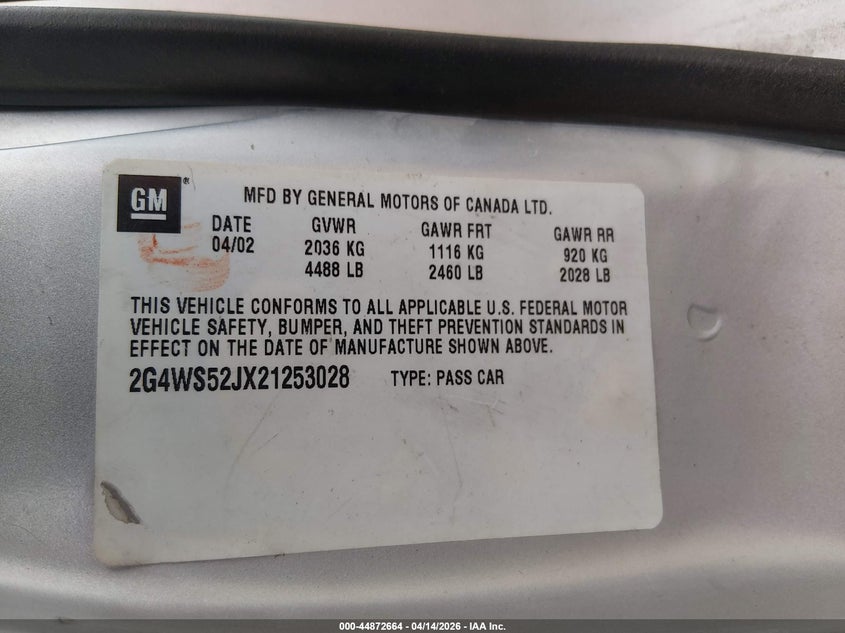 GM®
MFD BY GENERAL MOTORS OF CANADA LTD.
DATE GVWR GAWR FRT GAWR RR
04/02 2036 KG 1116 KG 920 KG
4488 LB 2460 LB 2028 LB
THIS VEHICLE CONFORMS TO ALL APPLICABLE U.S. FEDERAL MOTOR
VEHICLE SAFETY, BUMPER, AND THEFT PREVENTION STANDARDS IN
EFFECT ON THE DATE OF MANUFACTURE SHOWN ABOVE.
2G4WS52JX21253028 TYPE: PASS CAR
000-44872664 - 04/14/2026 - IAA Inc.